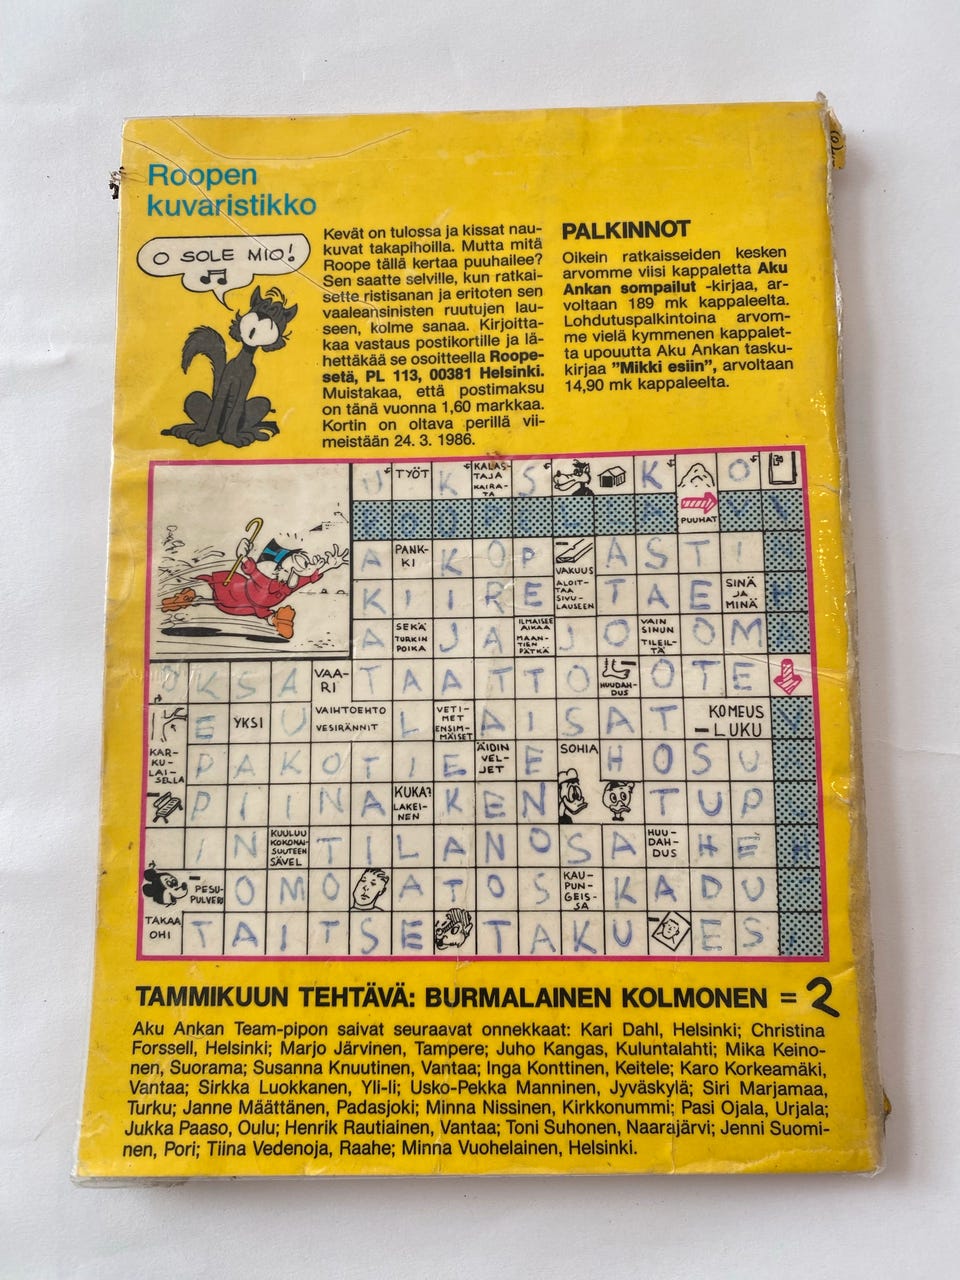 Roopen
kuvaristikko
O SOLE MIO!
Kevät on tulossa ja kissat nau-
kuvat takapihoilla. Mutta mitä
Roope tällä kertaa puuhailee?
Sen saatte selville, kun ratkai-
sette ristisanan ja eritoten sen
vaaleansinisten ruutujen lau-
seen, kolme sanaa. Kirjoitta-
kaa vastaus postikortille ja lä-
hettäkää se osoitteella Roope-
setä, PL 113, 00381 Helsinki.
Muistakaa, että postimaksu
on tänä vuonna 1,60 markkaa.
Kortin on oltava perillä vii-
meistään 24. 3. 1986.
PALKINNOT
Oikein ratkaisseiden kesken
arvomme viisi kappaletta Aku
Ankan sompailut -kirjaa, ar-
voltaan 189 mk kappaleelta.
Lohdutuspalkintoina arvom-
me vielä kymmenen kappalet-
ta upouutta Aku Ankan tasku-
kirjaa "Mikki esiin", arvoltaan
14,90 mk kappaleelta.
U TYÖT K KALAS-TAJA KAIRA-TA S K O
PUUHAT
A PANK-KI K O P VAKUUS A S T I
K I I R E ALOIT-TAA SIVU-LAUSEEN T A E SINÄ JA MINÄ
A SEKÄ TURKIN POIKA J A ILMAISEE AIKAA MAAN-TIEN PÄTKÄ J O VAIN SINUN TILEIL-TÄ O M
O K S A VAA-RI T A A T T O HUUDAH-DUS O T E
E YKSI U VAIHTOEHTO VESIRÄNNIT L VETI-MET ENSIM-MÄISET A I S A T KOMEUS -LUKU
KAR-KU-LAI-SELLA P A K O T I E ÄIDIN VEL-JET E SOHIA H O S U
P I I N A KUKA? LAKEI-NEN K E N T U P
I N KUULUU KOKONAI-SUUTEEN SÄVEL T I L A N O S A HUU-DAH-DUS H E
PESU-PULVERI O M O A T O S KAU-PUN-GEIS-SA K A D U
TAKAA OHI T A I T S E T A K U E S
TAMMIKUUN TEHTÄVÄ: BURMALAINEN KOLMONEN = 2
Aku Ankan Team-pipon saivat seuraavat onnekkaat: Kari Dahl, Helsinki; Christina
Forssell, Helsinki; Marjo Järvinen, Tampere; Juho Kangas, Kuluntalahti; Mika Keino-
nen, Suorama; Susanna Knuutinen, Vantaa; Inga Konttinen, Keitele; Karo Korkeamäki,
Vantaa; Sirkka Luokkanen, Yli-Ii; Usko-Pekka Manninen, Jyväskylä; Siri Marjamaa,
Turku; Janne Määttänen, Padasjoki; Minna Nissinen, Kirkkonummi; Pasi Ojala, Urjala;
Jukka Paaso, Oulu; Henrik Rautiainen, Vantaa; Toni Suhonen, Naarajärvi; Jenni Suomi-
nen, Pori; Tiina Vedenoja, Raahe; Minna Vuohelainen, Helsinki.